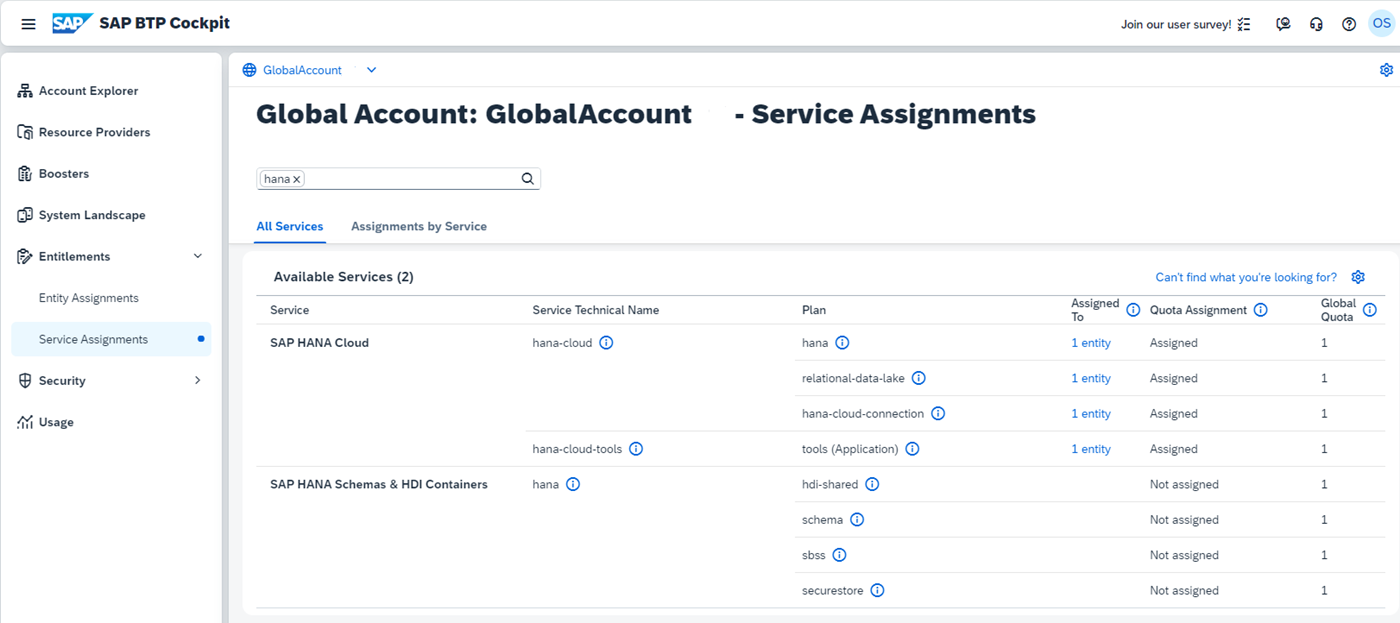 SAP SAP BTP Cockpit
Join our user survey!
OS
Account Explorer
Resource Providers
Boosters
System Landscape
Entitlements
Entity Assignments
Service Assignments
Security
Usage
GlobalAccount
Global Account: GlobalAccount - Service Assignments
hana
All Services Assignments by Service
Available Services (2) Can't find what you're looking for?
Service Service Technical Name Plan Assigned To Quota Assignment Global Quota
SAP HANA Cloud hana-cloud hana 1 entity Assigned 1
relational-data-lake 1 entity Assigned 1
hana-cloud-connection 1 entity Assigned 1
hana-cloud-tools tools (Application) 1 entity Assigned 1
SAP HANA Schemas & HDI Containers hana hdi-shared Not assigned 1
schema Not assigned 1
sbss Not assigned 1
securestore Not assigned 1